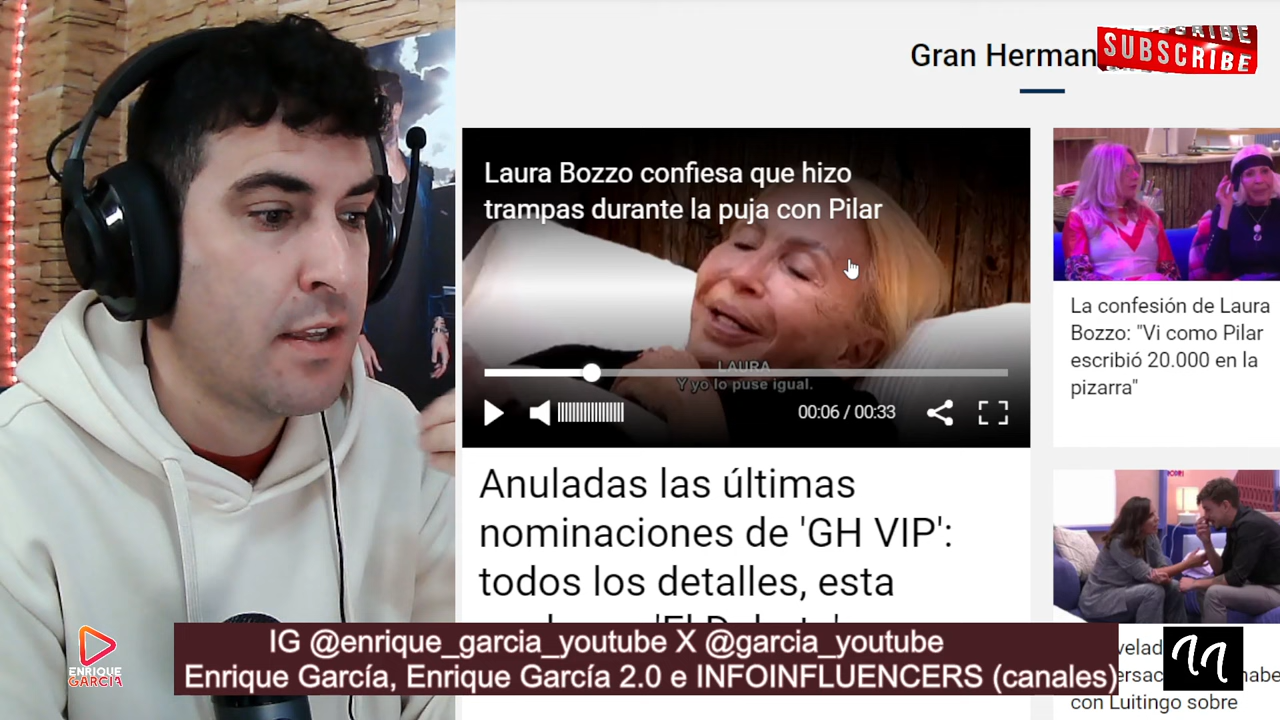 Gran Herman
SUBSCRIBE
Laura Bozzo confiesa que hizo
trampas durante la puja con Pilar
LAURA
Y yo lo puse igual.
00:06 / 00:33
Anuladas las últimas
nominaciones de 'GH VIP':
todos los detalles, esta
La confesión de Laura
Bozzo: "Vi como Pilar
escribió 20.000 en la
pizarra"
con Luitingo sobre
IG @enrique_garcia_youtube X @garcia_youtube
Enrique García, Enrique García 2.0 e INFOINFLUENCERS (canales)
ENRIQUE
GARCÍA